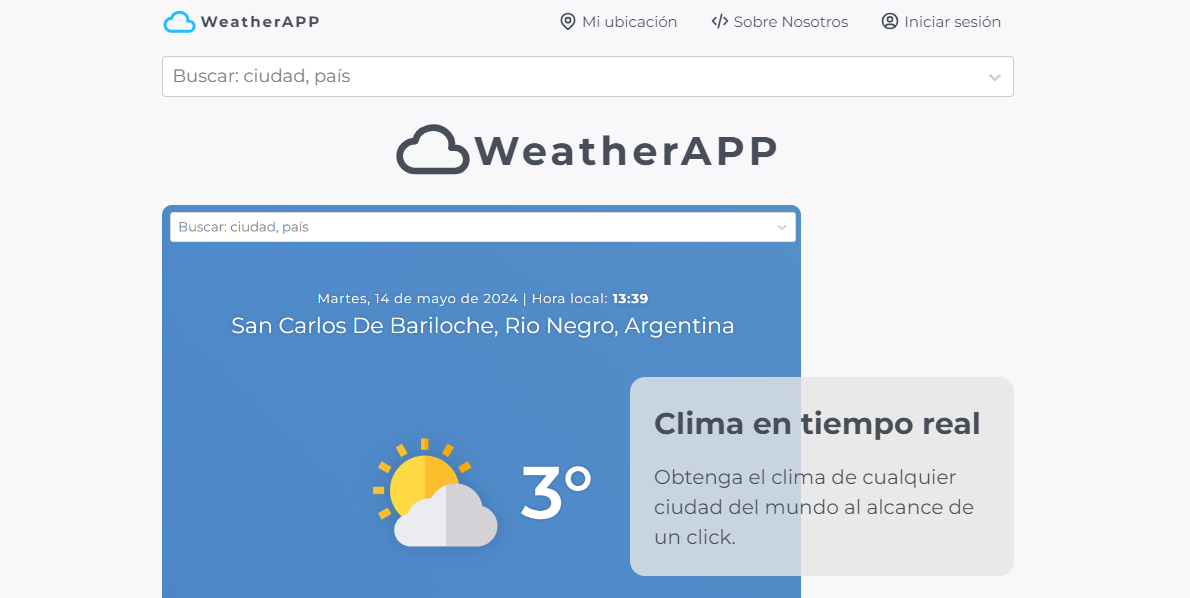 WeatherAPP
Mi ubicación
Sobre Nosotros
Iniciar sesión
Buscar: ciudad, país
WeatherAPP
Buscar: ciudad, país
Martes, 14 de mayo de 2024 | Hora local: 13:39
San Carlos De Bariloche, Rio Negro, Argentina
3°
Clima en tiempo real
Obtenga el clima de cualquier
ciudad del mundo al alcance de
un click.